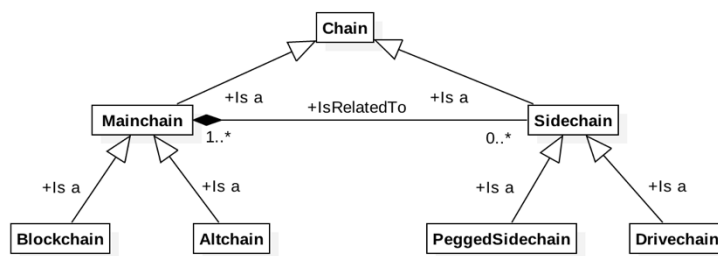 Chain
+Is a
+Is a
+IsRelatedTo
Mainchain
Sidechain
1..*
0..*
+Is a
+Is a
+Is a
+Is a
Blockchain
Altchain
PeggedSidechain
Drivechain